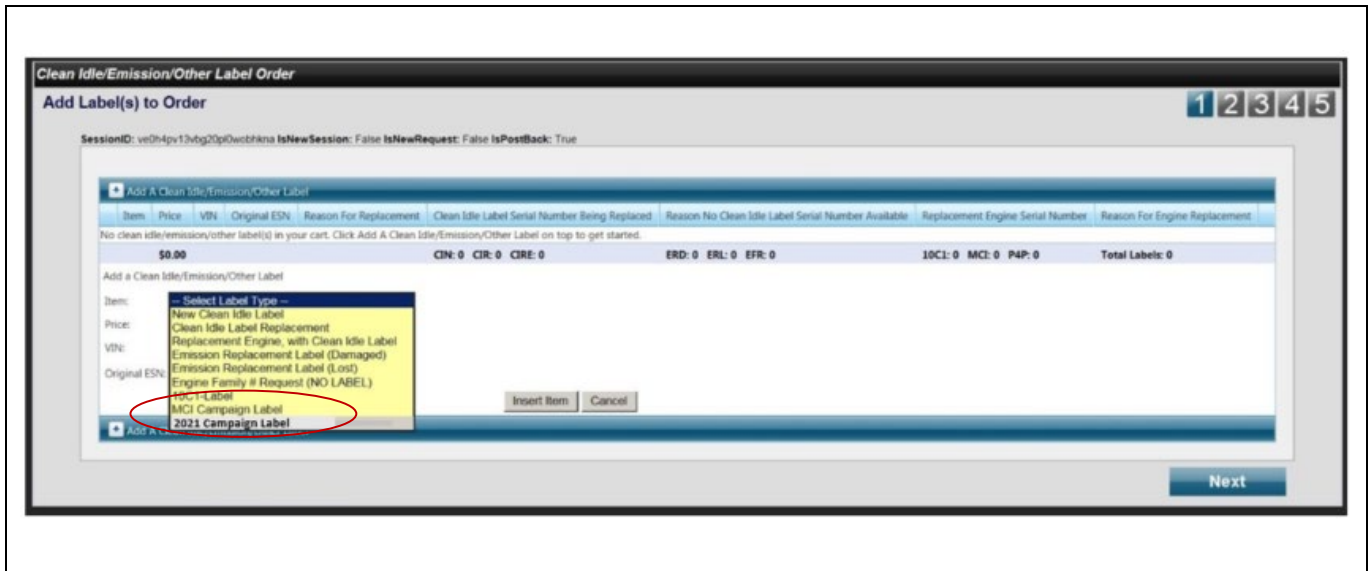 Clean Idle/Emission/Other Label Order
Add Label(s) to Order
1 2 3 4 5
SessionID: IsNewSession: False IsNewRequest: False IsPostBack: True
+ Add A Clean Idle/Emission/Other Label
Item Price VIN Original ESN Reason For Replacement Clean Idle Label Serial Number Being Replaced Reason No Clean Idle Label Serial Number Available Replacement Engine Serial Number Reason For Engine Replacement
No clean idle/emission/other label(s) in your cart. Click Add A Clean Idle/Emission/Other Label on top to get started.
$0.00 CIN: 0 CIR: 0 CIRE: 0 ERD: 0 ERL: 0 EFR: 0 10C1: 0 MCI: 0 P4P: 0 Total Labels: 0
Add a Clean Idle/Emission/Other Label
Item: -- Select Label Type --
New Clean Idle Label
Price: Clean Idle Label Replacement
Replacement Engine, with Clean Idle Label
VIN: Emission Replacement Label (Damaged)
Emission Replacement Label (Lost)
Original ESN: Engine Family # Request (NO LABEL)
10C1-Label
Insert Item Cancel
MCI Campaign Label
2021 Campaign Label
+ Add A
Next